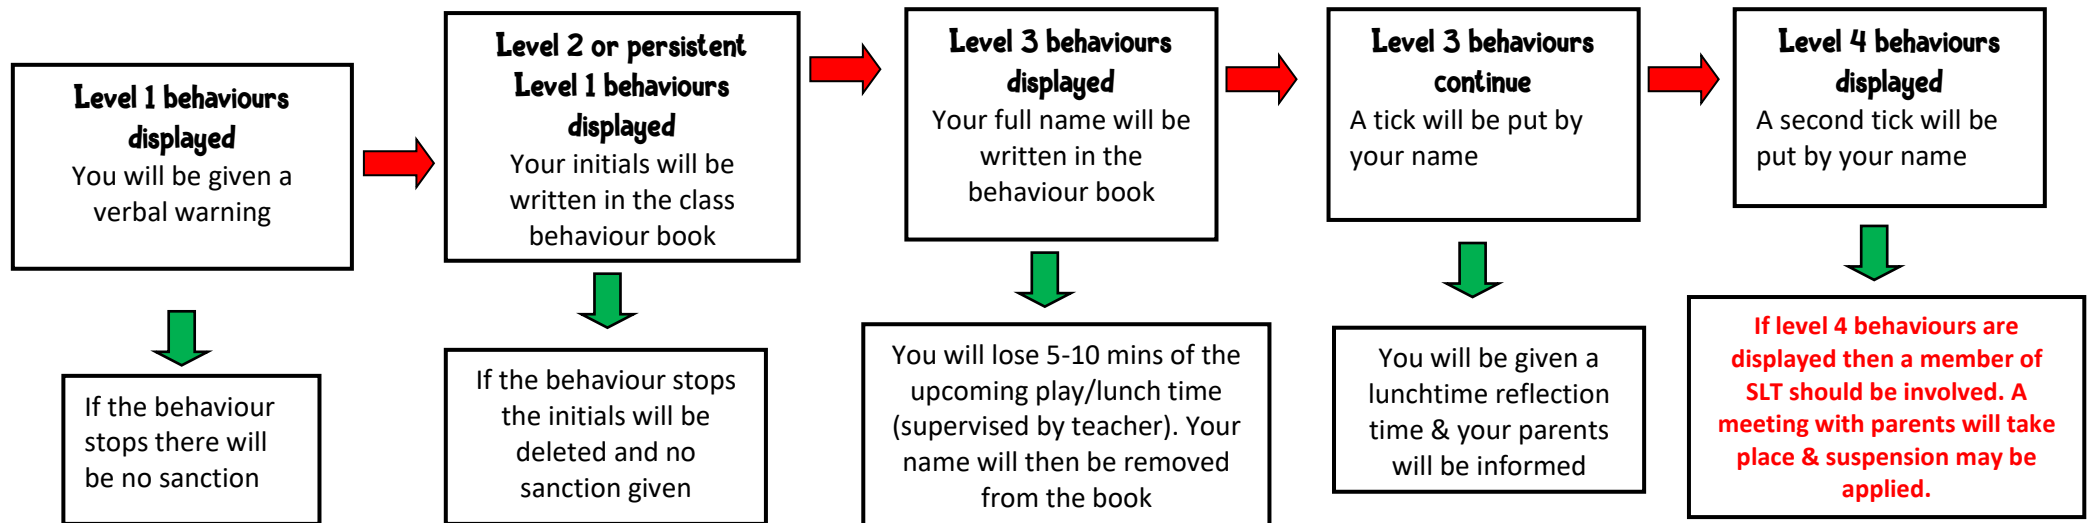 Level 1 behaviours
displayed
You will be given a
verbal warning
Level 2 or persistent
Level 1 behaviours
displayed
Your initials will be
written in the class
behaviour book
Level 3 behaviours
displayed
Your full name will be
written in the
behaviour book
Level 3 behaviours
continue
A tick will be put by
your name
Level 4 behaviours
displayed
A second tick will be
put by your name
If the behaviour
stops there will
be no sanction
If the behaviour stops
the initials will be
deleted and no
sanction given
You will lose 5-10 mins of the
upcoming play/lunch time
(supervised by teacher). Your
name will then be removed
from the book
You will be given a
lunchtime reflection
time & your parents
will be informed
If level 4 behaviours are
displayed then a member of
SLT should be involved. A
meeting with parents will take
place & suspension may be
applied.